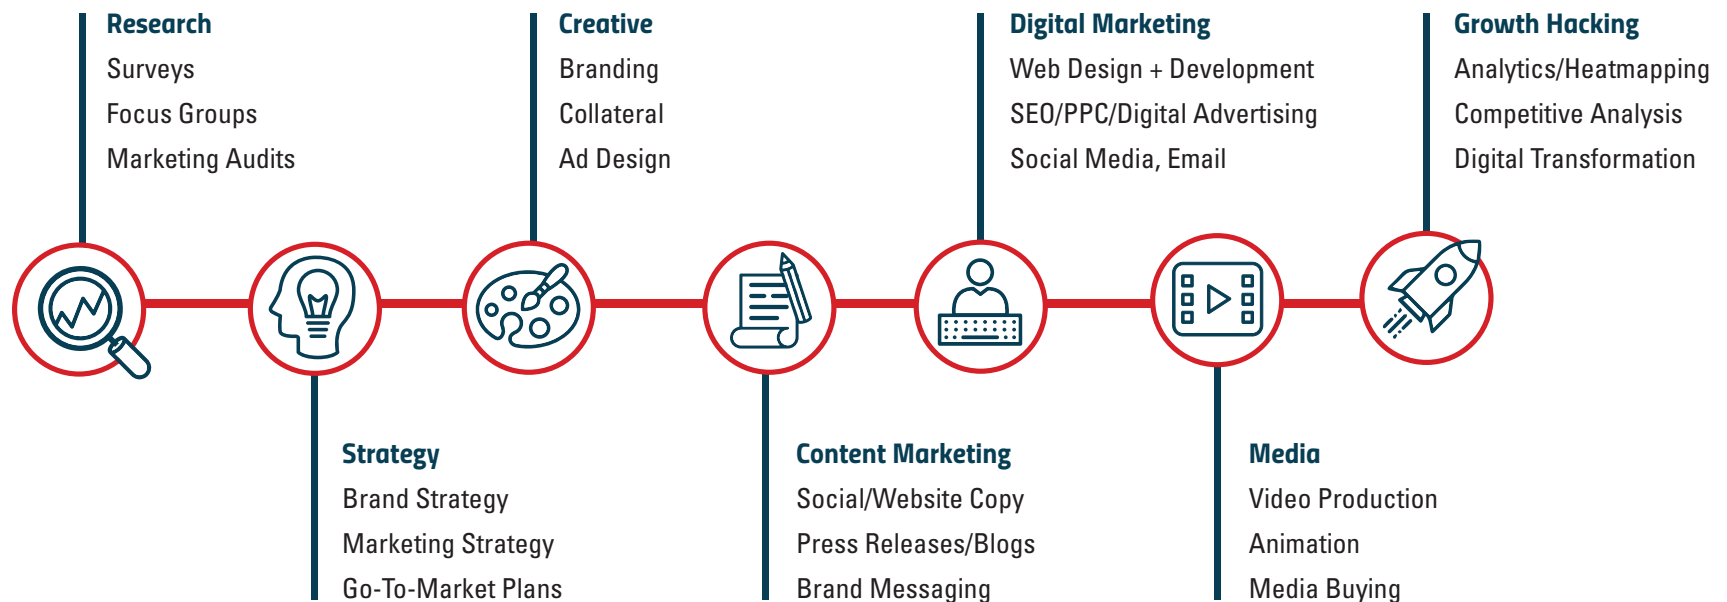 Research
Surveys
Focus Groups
Marketing Audits
Creative
Branding
Collateral
Ad Design
Digital Marketing
Web Design + Development
SEO/PPC/Digital Advertising
Social Media, Email
Growth Hacking
Analytics/Heatmapping
Competitive Analysis
Digital Transformation
Strategy
Brand Strategy
Marketing Strategy
Go-To-Market Plans
Content Marketing
Social/Website Copy
Press Releases/Blogs
Brand Messaging
Media
Video Production
Animation
Media Buying